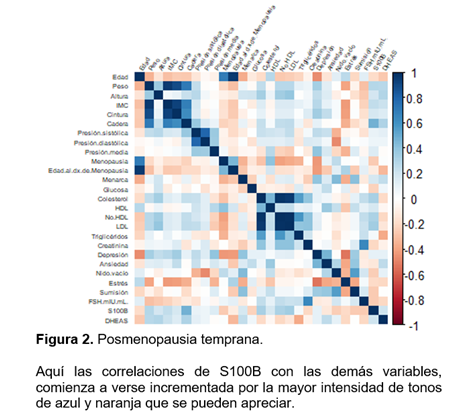 Edad
Peso
Altura
IMC
Cintura
Cadera
Presión.sistólica
Presión.diastólica
Presión.media
Menopausia
Edad.al.dx.de.Menopausia
Menarca
Glucosa
Colesterol
HDL
No.HDL
LDL
Triglicéridos
Creatinina
Depresión
Ansiedad
Nido.vacío
Estrés
Sumisión
FSH.mIU.mL.
S100B
DHEAS
1
0.8
0.6
0.4
0.2
0
-0.2
-0.4
-0.6
-0.8
-1
Figura 2. Posmenopausia temprana.
Aquí las correlaciones de S100B con las demás variables,
comienza a verse incrementada por la mayor intensidad de tonos
de azul y naranja que se pueden apreciar.